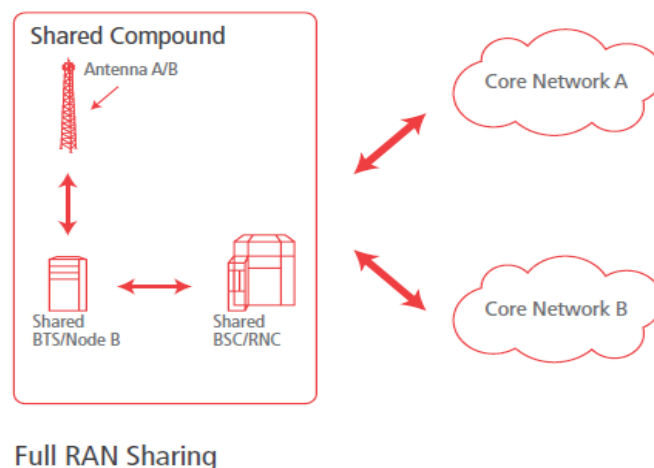 Shared Compound
Antenna A/B
Core Network A
Shared
BTS/Node B
Shared
BSC/RNC
Core Network B
Full RAN Sharing